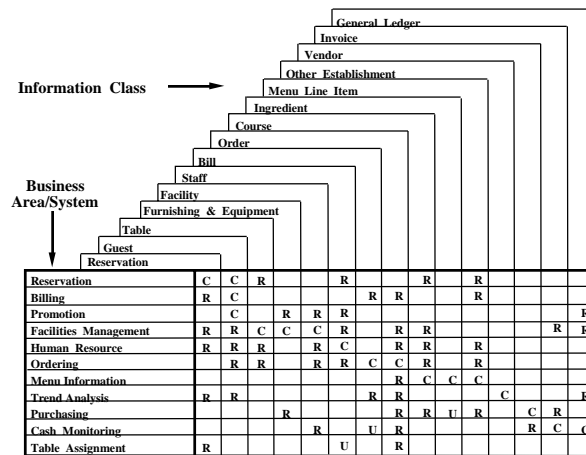 General Ledger
Invoice
Vendor
Information Class
Other Establishment
Menu Line Item
Ingredient
Course
Order
Bill
Business
Area/System
Staff
Facility
Furnishing & Equipment
Table
Guest
Reservation
Reservation C C R R R R
Billing R C R R R
Promotion C R R R R
Facilities Management R R C C C R R R R R
Human Resource R R R R C R R R
Ordering R R R R C C R R
Menu Information R C C C
Trend Analysis R R R R C R
Purchasing R R R U R C R
Cash Monitoring R U R R C C
Table Assignment R U R